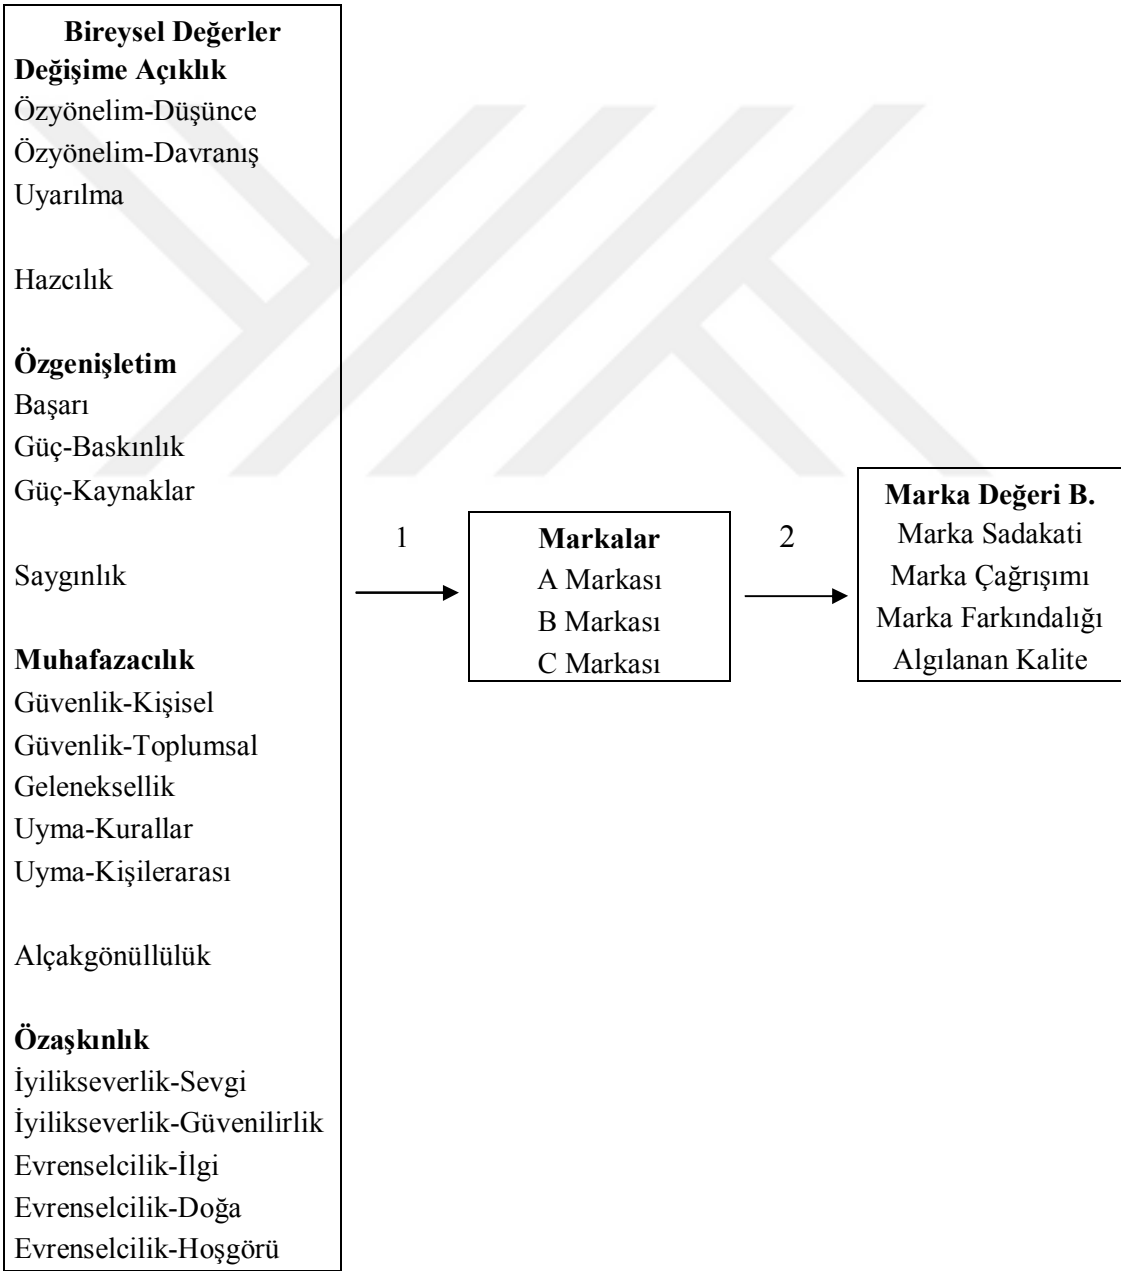 Bireysel Değerler
Değişime Açıklık
Özyönelim-Düşünce
Özyönelim-Davranış
Uyarılma
Hazcılık
Özgenişletim
Başarı
Güç-Baskınlık
Güç-Kaynaklar
Saygınlık
Muhafazacılık
Güvenlik-Kişisel
Güvenlik-Toplumsal
Geleneksellik
Uyma-Kurallar
Uyma-Kişilerarası
Alçakgönüllülük
Özaşkınlık
İyilikseverlik-Sevgi
İyilikseverlik-Güvenilirlik
Evrenselcilik-İlgi
Evrenselcilik-Doğa
Evrenselcilik-Hoşgörü
1
Markalar
A Markası
B Markası
C Markası
2
Marka Değeri B.
Marka Sadakati
Marka Çağrışımı
Marka Farkındalığı
Algılanan Kalite